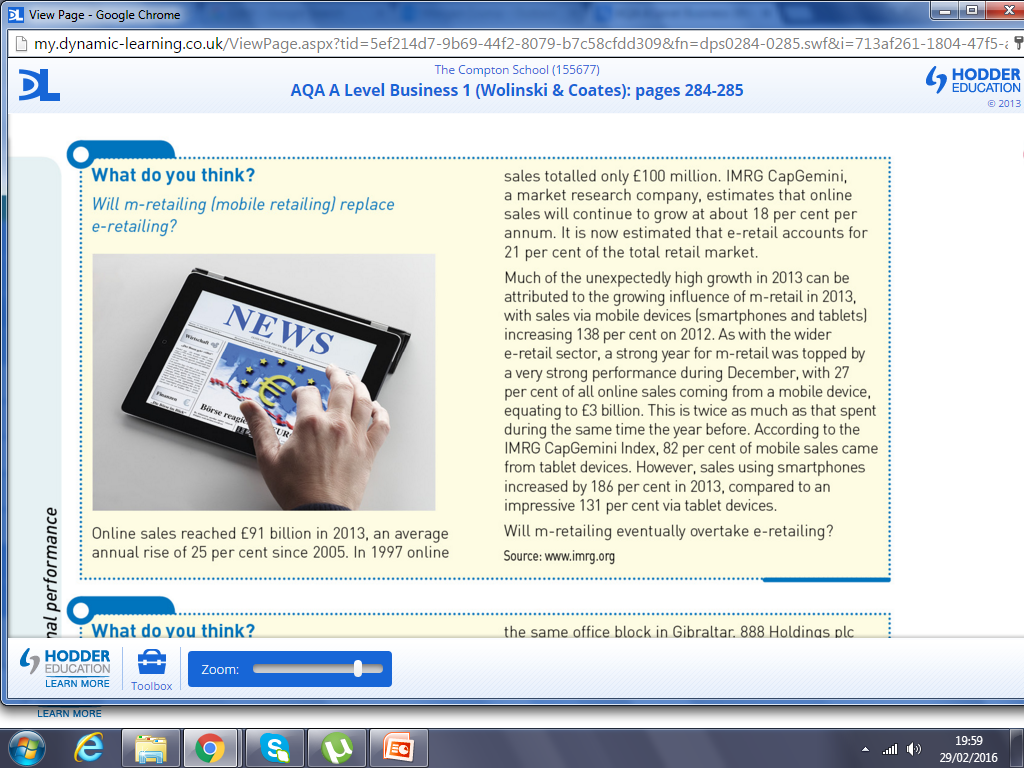 View Page - Google Chrome
my.dynamic-learning.co.uk/ViewPage.aspx?tid=5ef214d7-9b69-44f2-8079-b7c58cfdd309&fn=dps0284-0285.swf&i=713af261-1804-47f5-a
DL
The Compton School (155677)
AQA A Level Business 1 (Wolinski & Coates): pages 284-285
HODDER
EDUCATION
© 2013
What do you think?
Will m-retailing (mobile retailing) replace
e-retailing?
NEWS
Wirtschaft
Finanzen
Börse
Online sales reached £91 billion in 2013, an average
annual rise of 25 per cent since 2005. In 1997 online
sales totalled only £100 million. IMRG CapGemini,
a market research company, estimates that online
sales will continue to grow at about 18 per cent per
annum. It is now estimated that e-retail accounts for
21 per cent of the total retail market.
Much of the unexpectedly high growth in 2013 can be
attributed to the growing influence of m-retail in 2013,
with sales via mobile devices (smartphones and tablets)
increasing 138 per cent on 2012. As with the wider
e-retail sector, a strong year for m-retail was topped by
a very strong performance during December, with 27
per cent of all online sales coming from a mobile device,
equating to £3 billion. This is twice as much as that spent
during the same time the year before. According to the
IMRG CapGemini Index, 82 per cent of mobile sales came
from tablet devices. However, sales using smartphones
increased by 186 per cent in 2013, compared to an
impressive 131 per cent via tablet devices.
Will m-retailing eventually overtake e-retailing?
Source: www.imrg.org
nal performance
What do you think?
the same office block in Gibraltar. 888 Holdings plc
HODDER
EDUCATION
LEARN MORE
Toolbox
Zoom:
LEARN MORE
19:59
29/02/2016